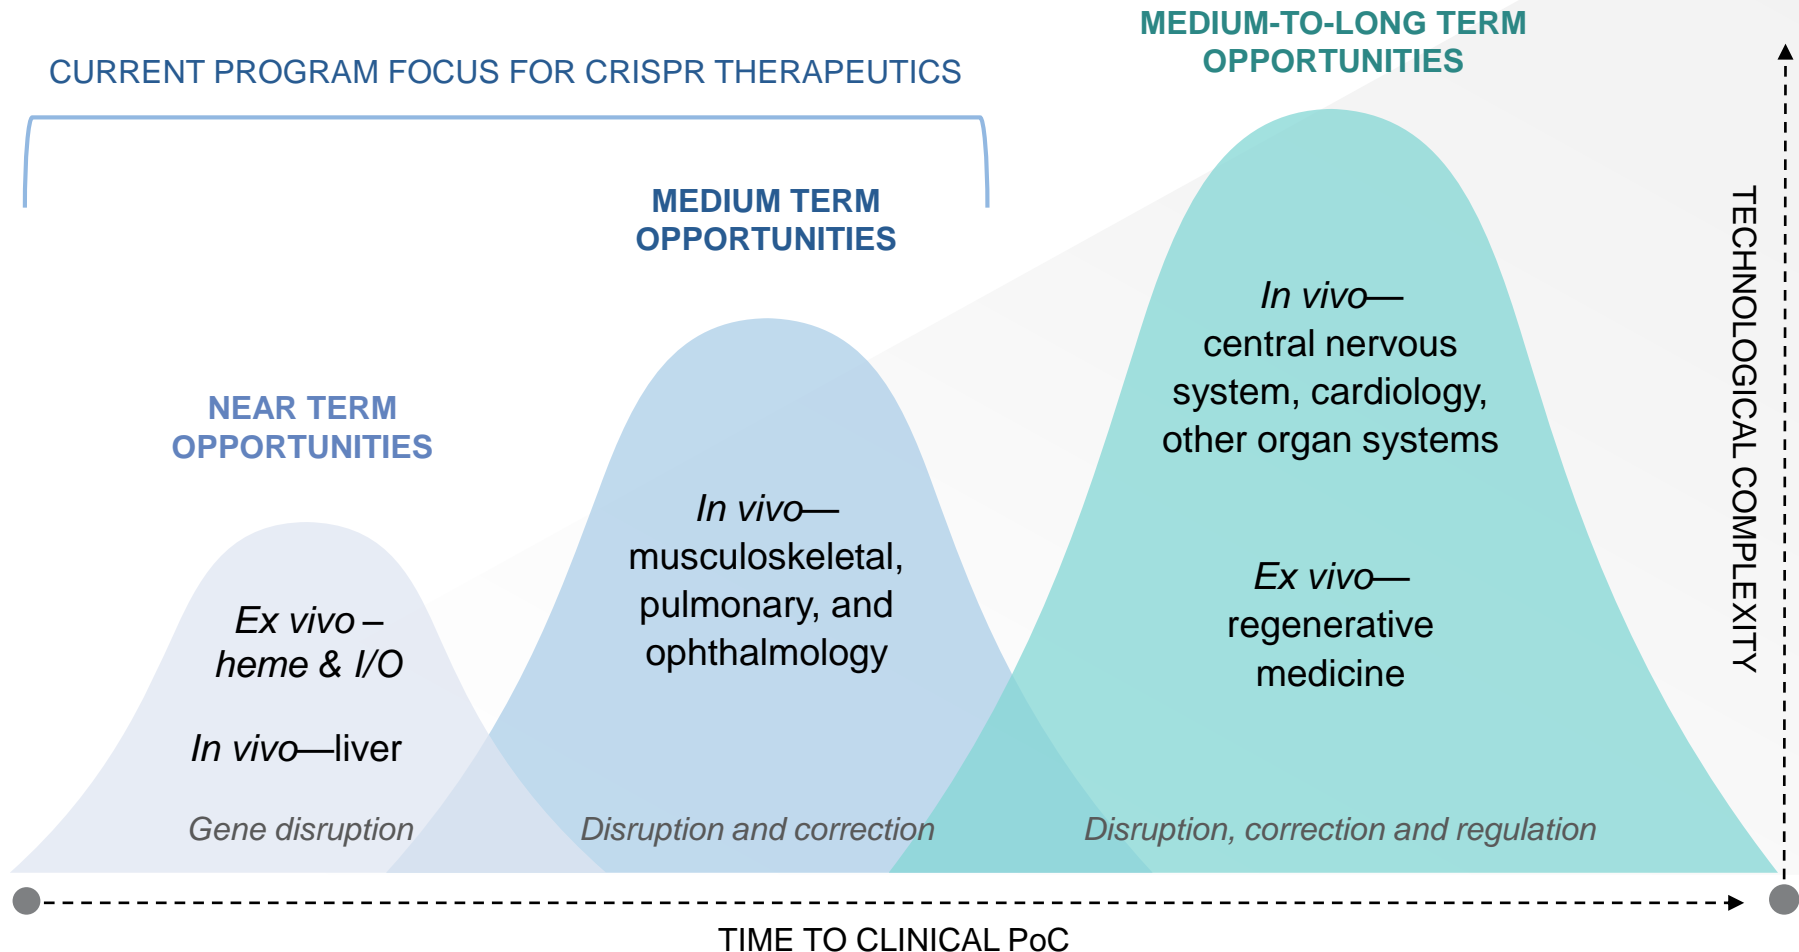 MEDIUM-TO-LONG TERM
OPPORTUNITIES
CURRENT PROGRAM FOCUS FOR CRISPR THERAPEUTICS
MEDIUM TERM
OPPORTUNITIES
NEAR TERM
OPPORTUNITIES
Ex vivo –
heme & I/O
In vivo—liver
Gene disruption
In vivo—
musculoskeletal,
pulmonary, and
ophthalmology
Disruption and correction
In vivo—
central nervous
system, cardiology,
other organ systems
Ex vivo—
regenerative
medicine
Disruption, correction and regulation
TECHNOLOGICAL COMPLEXITY
TIME TO CLINICAL PoC